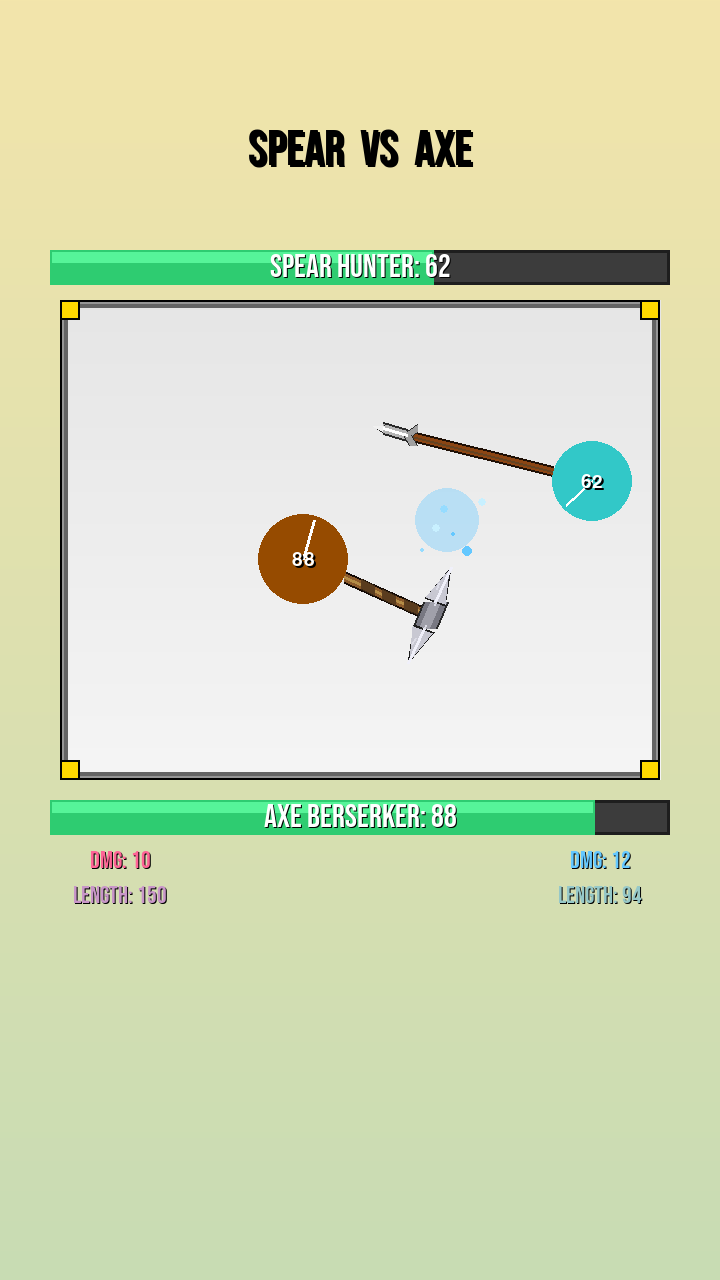 SPEAR VS AXE
SPEAR HUNTER: 62
62
88
AXE BERSERKER: 88
DMG: 10
DMG: 12
LENGTH: 150
LENGTH: 94